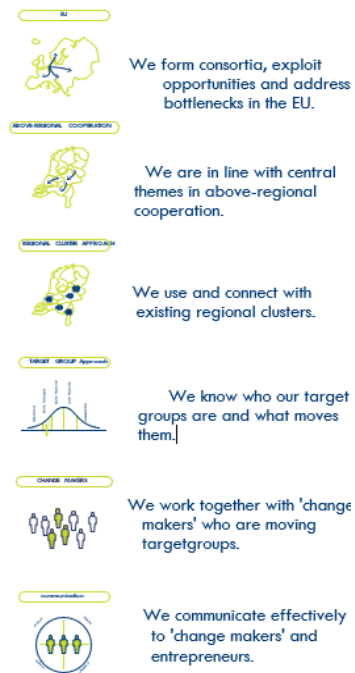 EU
We form consortia, exploit
opportunities and address
bottlenecks in the EU.
ABOVE-REGIONAL COOPERATION
We are in line with central
themes in above-regional
cooperation.
REGIONAL CLUSTER APPROACH
We use and connect with
existing regional clusters.
TARGET GROUP Approach
We know who our target
groups are and what moves
them.
CHANGE MAKERS
We work together with 'change
makers' who are moving
targetgroups.
communication
We communicate effectively
to 'change makers' and
entrepreneurs.